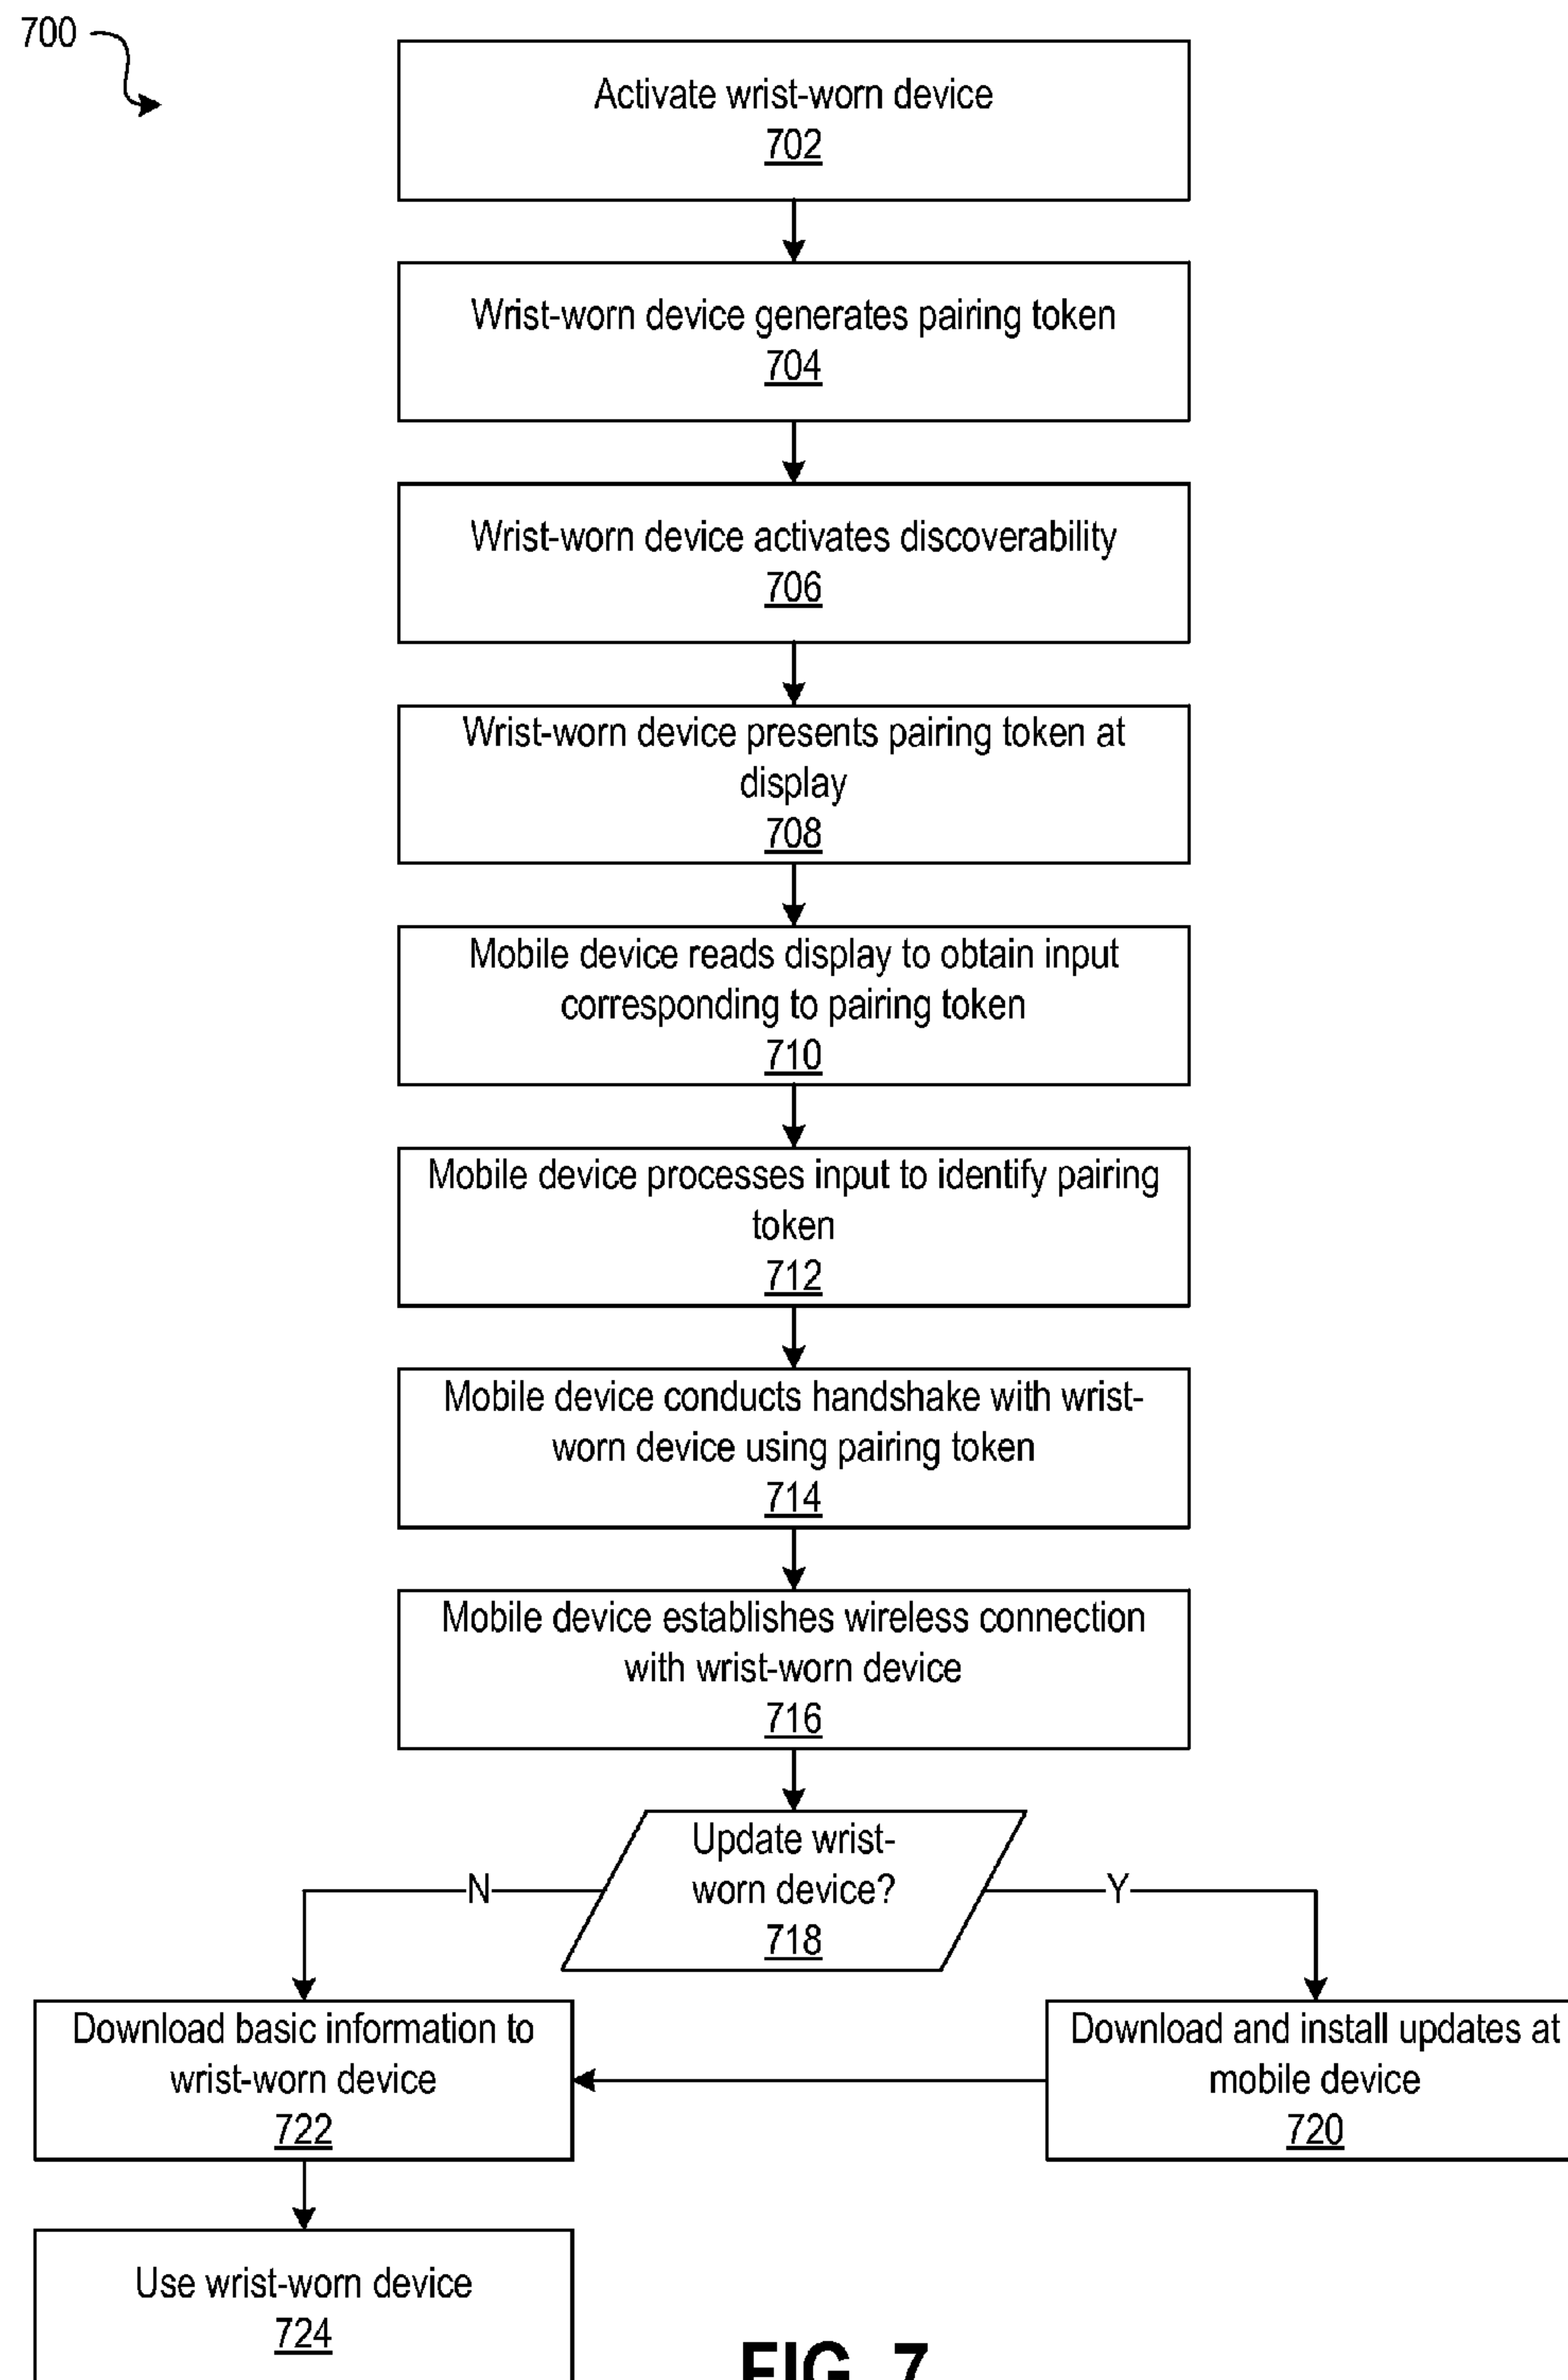 700
Activate wrist-worn device
702
Wrist-worn device generates pairing token
704
Wrist-worn device activates discoverability
706
Wrist-worn device presents pairing token at
display
708
Mobile device reads display to obtain input
corresponding to pairing token
710
Mobile device processes input to identify pairing
token
712
Mobile device conducts handshake with wrist-
worn device using pairing token
714
Mobile device establishes wireless connection
with wrist-worn device
716
Update wrist-
worn device?
718
N
Y
Download basic information to
wrist-worn device
722
Download and install updates at
mobile device
720
Use wrist-worn device
724
FIG. 7